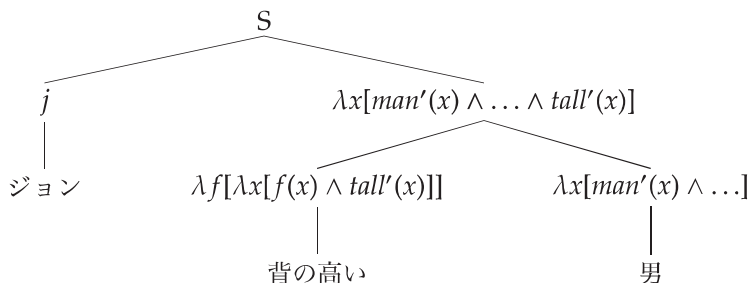 S
j λx[man′(x) ∧ … ∧ tall′(x)]
ジョン λf[λx[f(x) ∧ tall′(x)]] λx[man′(x) ∧ …]
背の高い 男